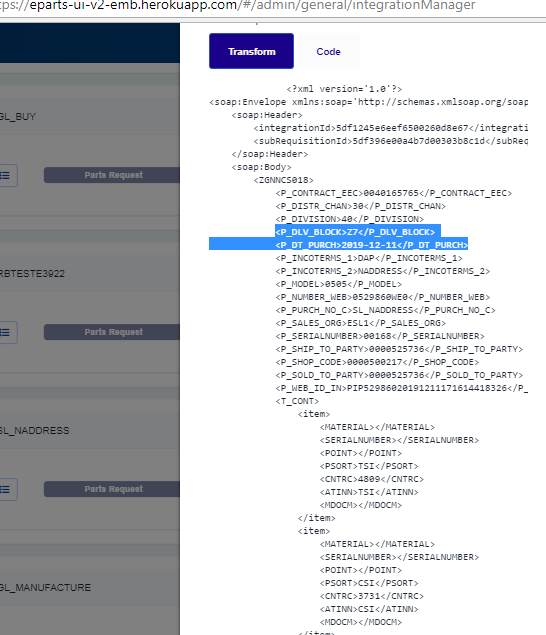 ps://eparts-ui-v2-emb.herokuapp.com/#/admin/general/integrationManager
Transform
Code
GL_BUY
Parts Request
RBTESTE3922
Parts Request
GL_NADDRESS
Parts Request
GL_MANUFACTURE
<?xml version='1.0'?>
<soap:Envelope xmlns:soap='http://schemas.xmlsoap.org/soap
<soap:Header>
<integrationId>5df1245e6eef6500260d8e67</integrati
<subRequisitionId>5df396e00a4b7d00303b8c1d</subReq
</soap:Header>
<soap:Body>
<ZGNNCS018>
<P_CONTRACT_EEC>0040165765</P_CONTRACT_EEC>
<P_DISTR_CHAN>30</P_DISTR_CHAN>
<P_DIVISION>40</P_DIVISION>
<P_DLV_BLOCK>Z7</P_DLV_BLOCK>
<P_DT_PURCH>2019-12-11</P_DT_PURCH>
<P_INCOTERMS_1>DAP</P_INCOTERMS_1>
<P_INCOTERMS_2>NADDRESS</P_INCOTERMS_2>
<P_MODEL>0505</P_MODEL>
<P_NUMBER_WEB>0529860WE0</P_NUMBER_WEB>
<P_PURCH_NO_C>SL_NADDRESS</P_PURCH_NO_C>
<P_SALES_ORG>ESL1</P_SALES_ORG>
<P_SERIALNUMBER>00168</P_SERIALNUMBER>
<P_SHIP_TO_PARTY>0000525736</P_SHIP_TO_PARTY>
<P_SHOP_CODE>0000500217</P_SHOP_CODE>
<P_SOLD_TO_PARTY>0000525736</P_SOLD_TO_PARTY>
<P_WEB_ID_IN>PIP52986020191211171614418326</P_
<T_CONT>
<item>
<MATERIAL></MATERIAL>
<SERIALNUMBER></SERIALNUMBER>
<POINT></POINT>
<PSORT>TSI</PSORT>
<CNTRC>4809</CNTRC>
<ATINN>TSI</ATINN>
<MDOCM></MDOCM>
</item>
<item>
<MATERIAL></MATERIAL>
<SERIALNUMBER></SERIALNUMBER>
<POINT></POINT>
<PSORT>CSI</PSORT>
<CNTRC>3731</CNTRC>
<ATINN>CSI</ATINN>
<MDOCM></MDOCM>
</item>